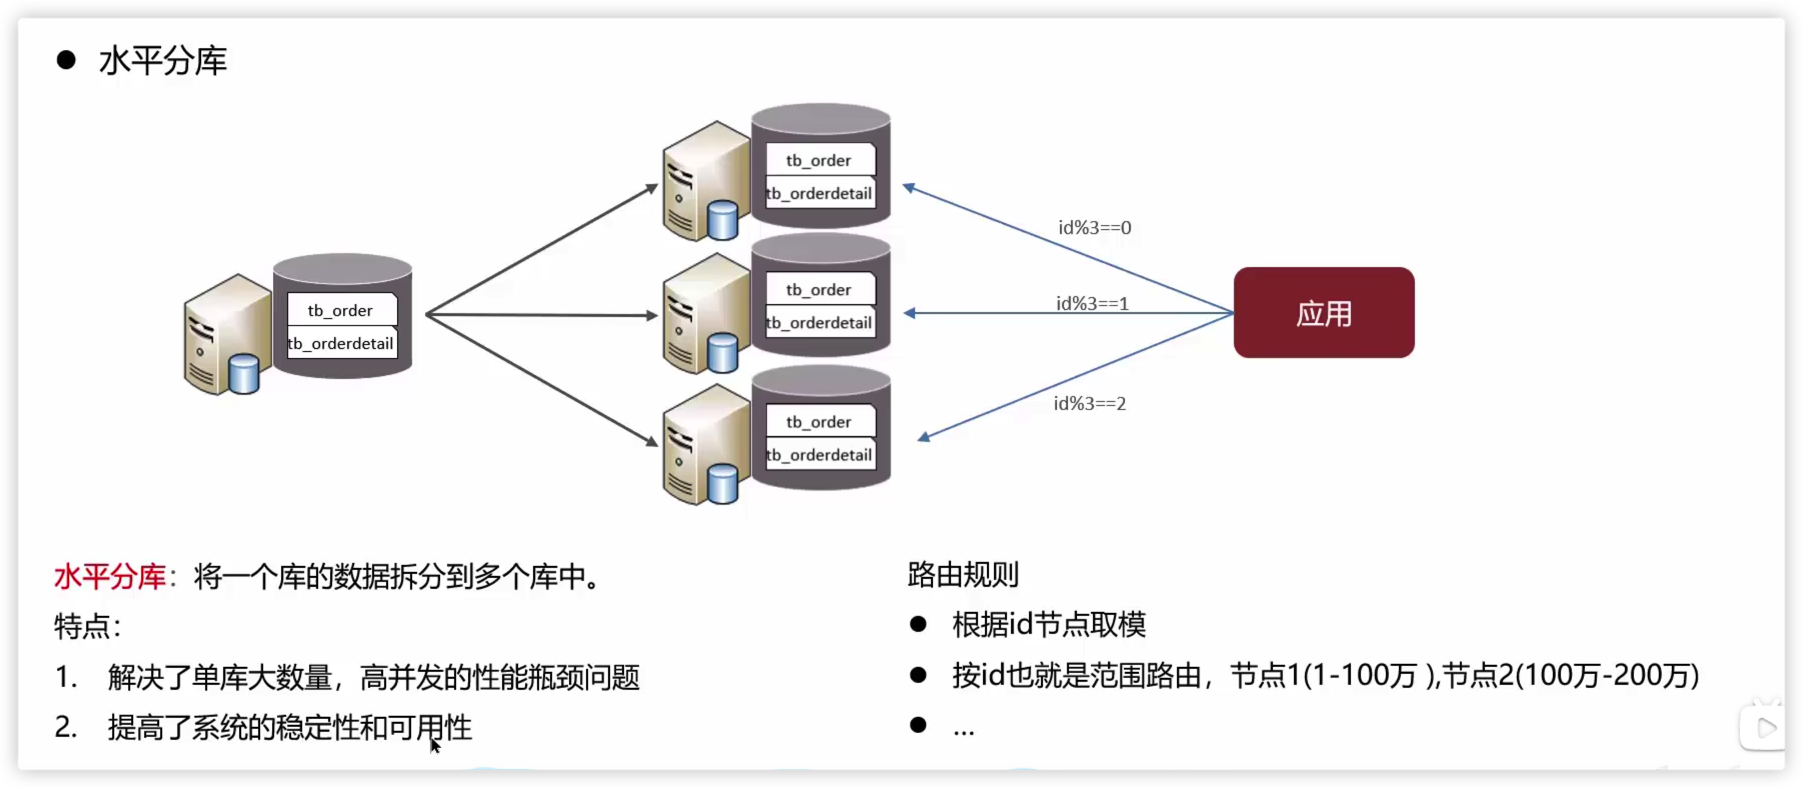 ● 水平分库
tb_order
tb_orderdetail
tb_order
tb_orderdetail
tb_order
tb_orderdetail
tb_order
tb_orderdetail
id%3==0
id%3==1
id%3==2
应用
水平分库：将一个库的数据拆分到多个库中。
特点：
1. 解决了单库大数量，高并发的性能瓶颈问题
2. 提高了系统的稳定性和可用性
路由规则
● 根据id节点取模
● 按id也就是范围路由，节点1(1-100万 ),节点2(100万-200万)
● ...